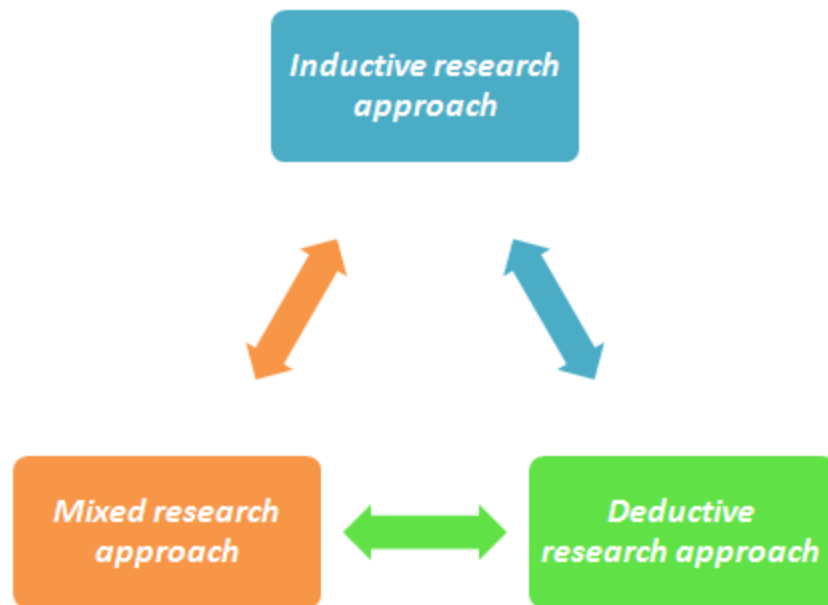 Inductive research
approach
Mixed research
approach
Deductive
research approach